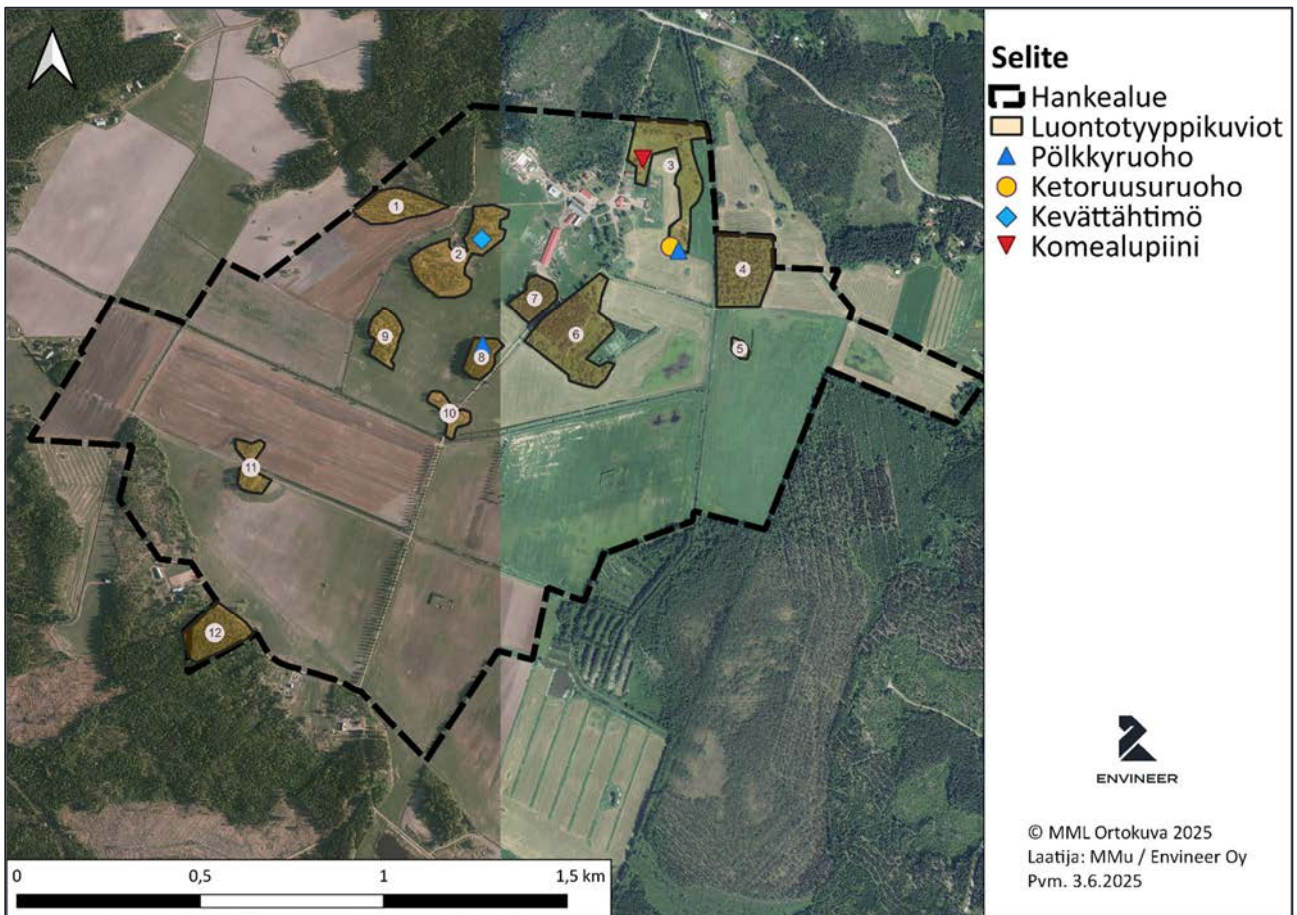 Selite
Hankealue
Luontotyyppikuviot
Pölkkyruoho
Ketoruusuruoho
Kevättähtimö
Komealupiini
1
2
3
4
5
6
7
8
9
10
11
12
ENVINEER
© MML Ortokuva 2025
Laatija: MMu / Envineer Oy
Pvm. 3.6.2025
0 0,5 1 1,5 km